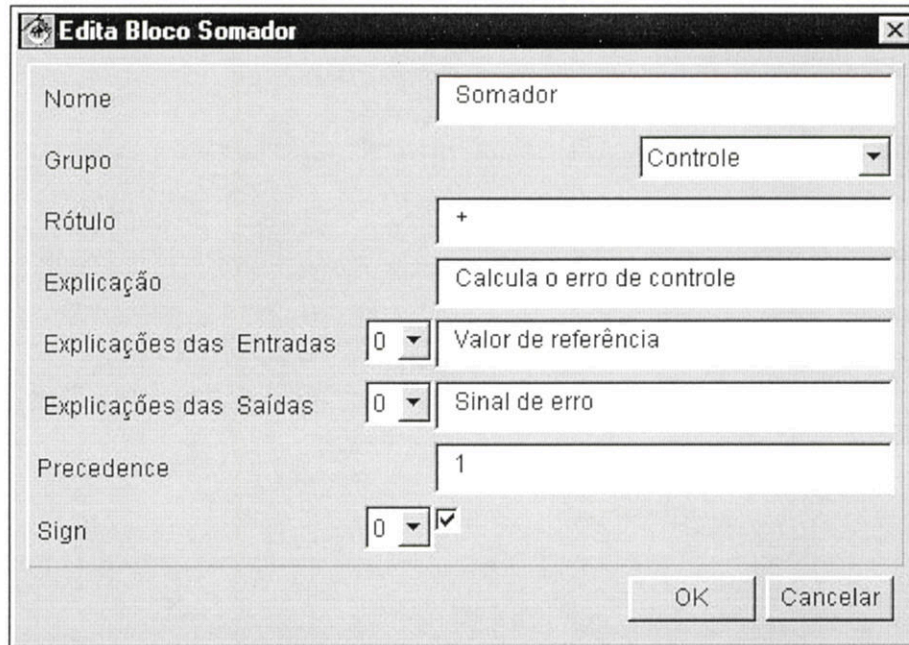 Edita Bloco Somador
Nome Somador
Grupo Controle
Rótulo +
Explicação Calcula o erro de controle
Explicações das Entradas 0 Valor de referência
Explicações das Saídas 0 Sinal de erro
Precedence 1
Sign 0
OK Cancelar